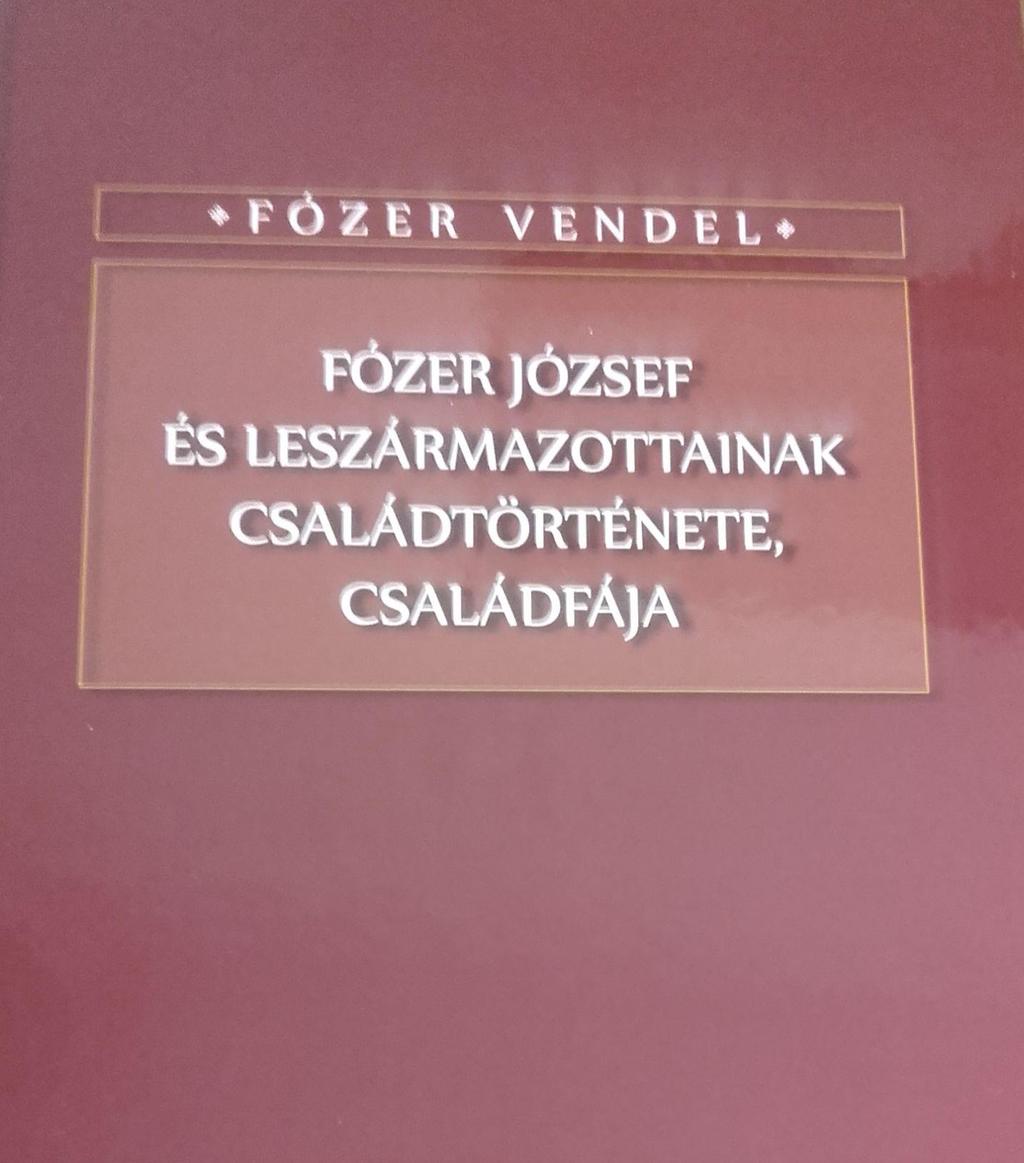 FÓZER VENDEL
FÓZER JÓZSEF
ÉS LESZÁRMAZOTTAINAK
CSALÁDTÖRTÉNETE,
CSALÁDFÁJA